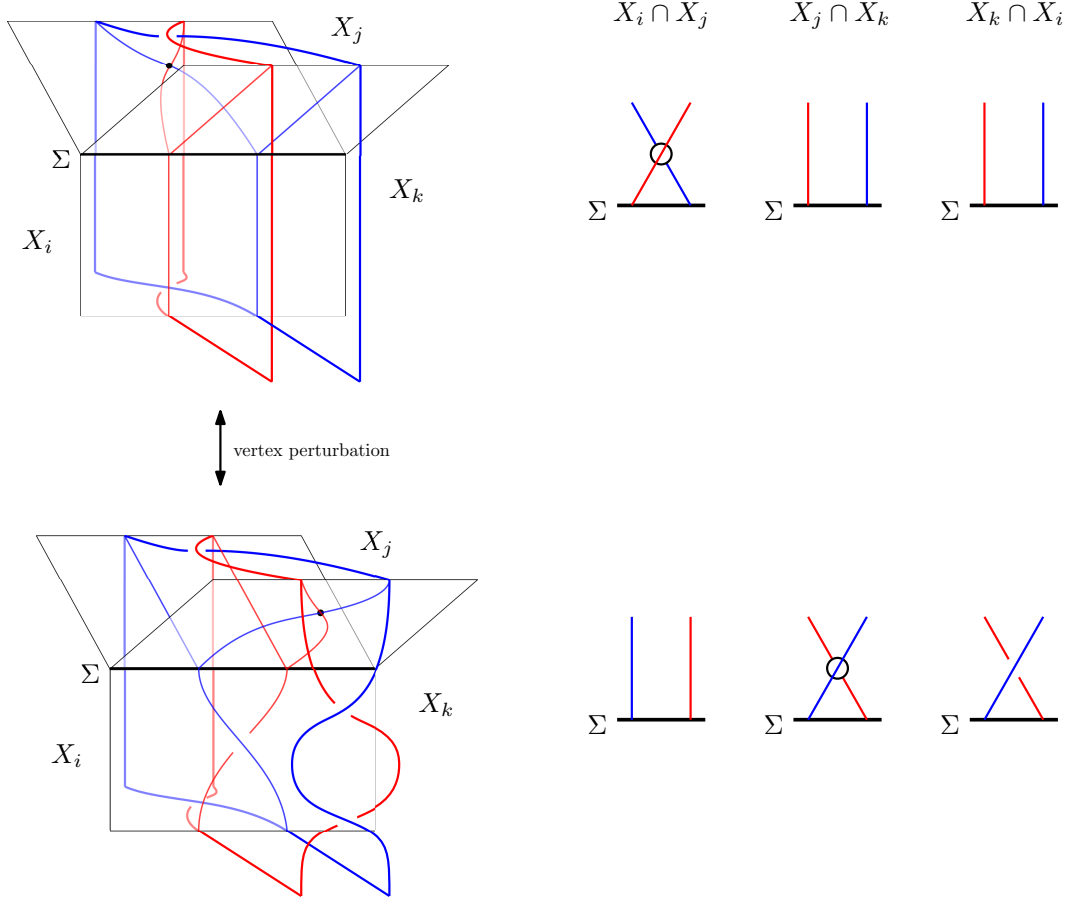 X_i ∩ X_j
X_j ∩ X_k
X_k ∩ X_i
X_j
Σ
X_k
X_i
Σ
Σ
Σ
vertex perturbation
X_j
Σ
X_k
X_i
Σ
Σ
Σ